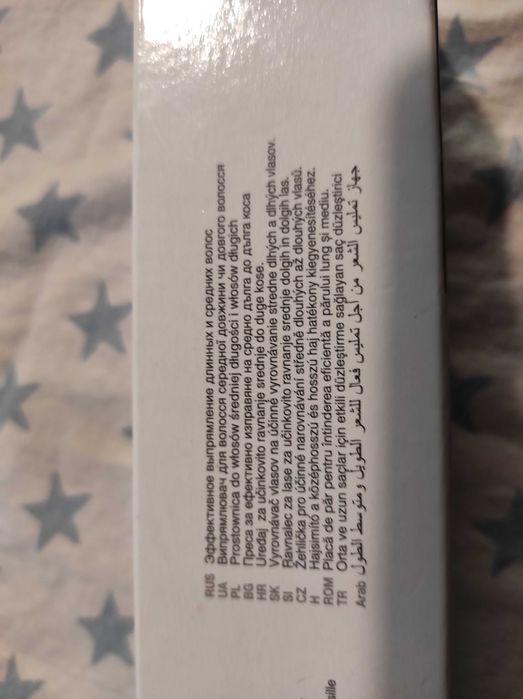 RUS Эффективное выпрямление длинных и средних волос
UA Випрямлювач для волосся середної довжини чи довгого волосся
PL Prostownica do włosów średniej długości i włosów długich
BG Преса за ефективно изправяне на средно дълга до дълга коса
HR Uređaj za učinkovito ravnanje srednje do duge kose.
SK Vyrovnávač vlasov na účinné vyrovnávanie stredne dlhých a dlhých vlasov.
SI Ravnalec za lase za učinkovito ravnanje srednje dolgih in dolgih las.
CZ Žehlička pro účinné narovnávání středně dlouhých až dlouhých vlasů.
H Hajsimító a középhosszú és hosszú haj hatékony kiegyenesítéséhez.
ROM Placă de păr pentru întinderea eficientă a părului lung și mediu.
TR Orta ve uzun saçlar için etkili düzleştirme sağlayan saç düzleştirici
Arab جهاز تمليس الشعر من أجل تمليس فعال للشعر الطويل ومتوسط الطول